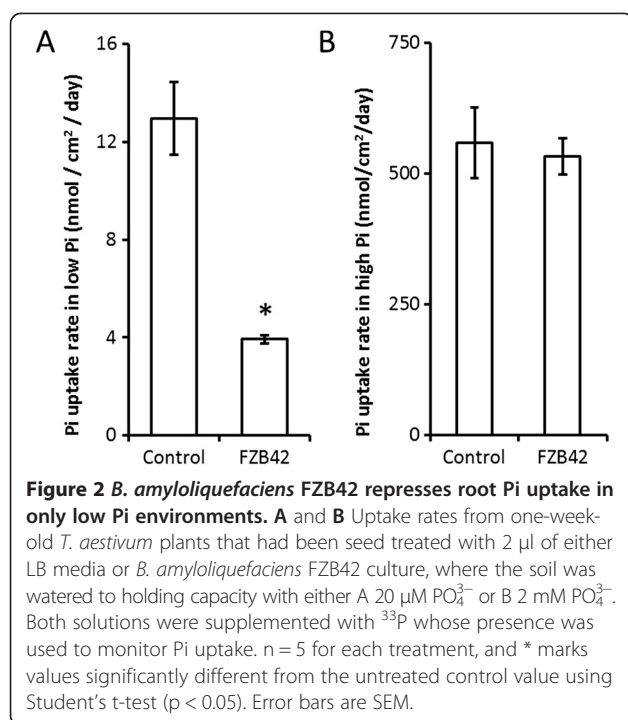 A
B
Pi uptake rate in low Pi (nmol / cm² / day)
16
12
8
4
0
Control FZB42
*
Pi uptake rate in high Pi (nmol/cm²/day)
750
500
250
0
Control FZB42
Figure 2 B. amyloliquefaciens FZB42 represses root Pi uptake in
only low Pi environments. A and B Uptake rates from one-week-
old T. aestivum plants that had been seed treated with 2 μl of either
LB media or B. amyloliquefaciens FZB42 culture, where the soil was
watered to holding capacity with either A 20 μM PO₄³⁻ or B 2 mM PO₄³⁻.
Both solutions were supplemented with ³³P whose presence was
used to monitor Pi uptake. n = 5 for each treatment, and * marks
values significantly different from the untreated control value using
Student's t-test (p < 0.05). Error bars are SEM.